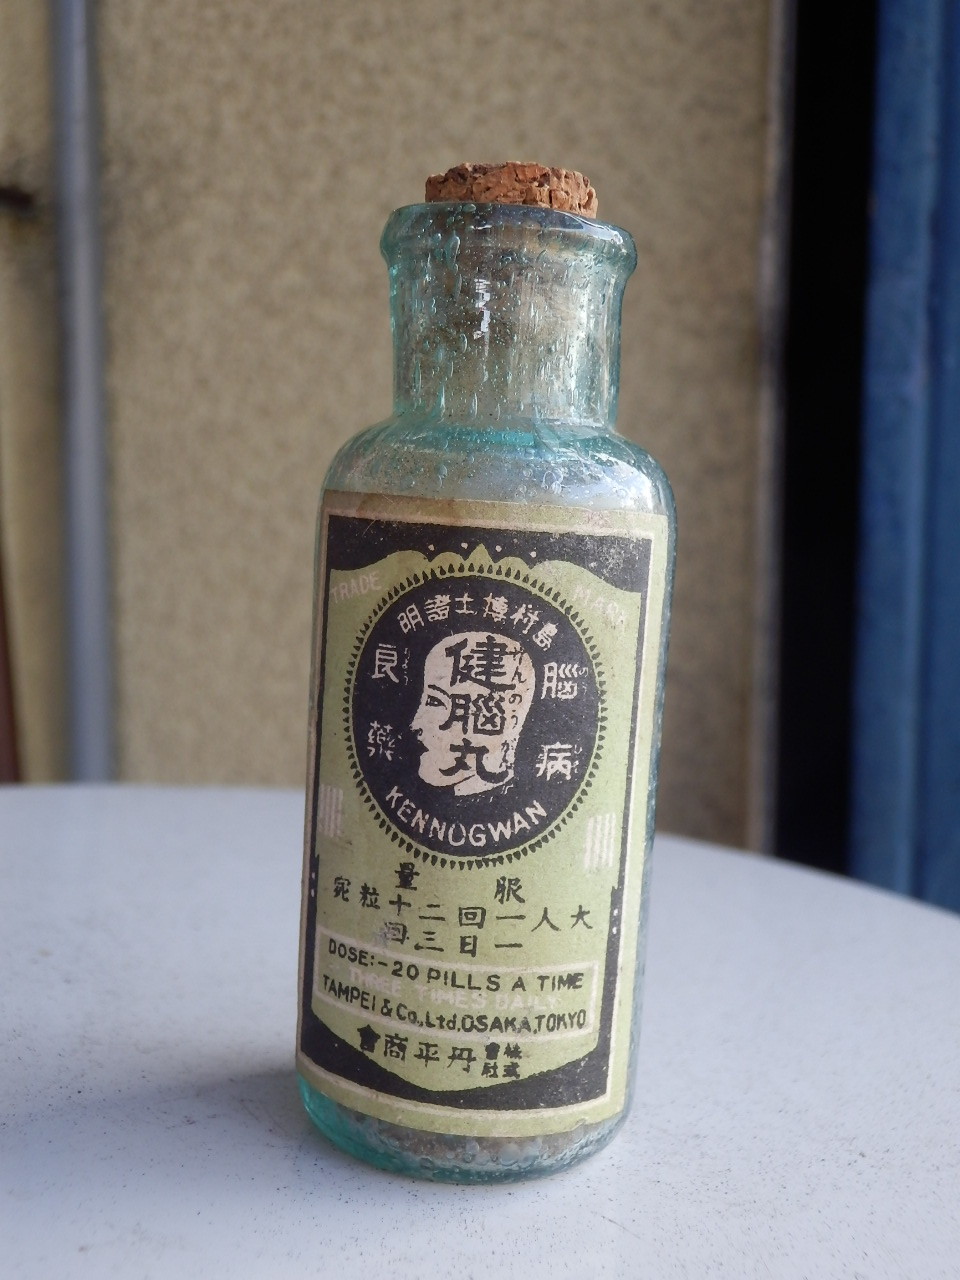 TRADE MARK
島村博士證明
腦病
良藥
健腦丸
けんのうぐわん
KENNOGWAN
服量
大人一回二十粒宛
一日三回
DOSE:-20 PILLS A TIME
THREE TIMES DAILY
TAMPEI & Co., Ltd. OSAKA, TOKYO
株式會社丹平商會